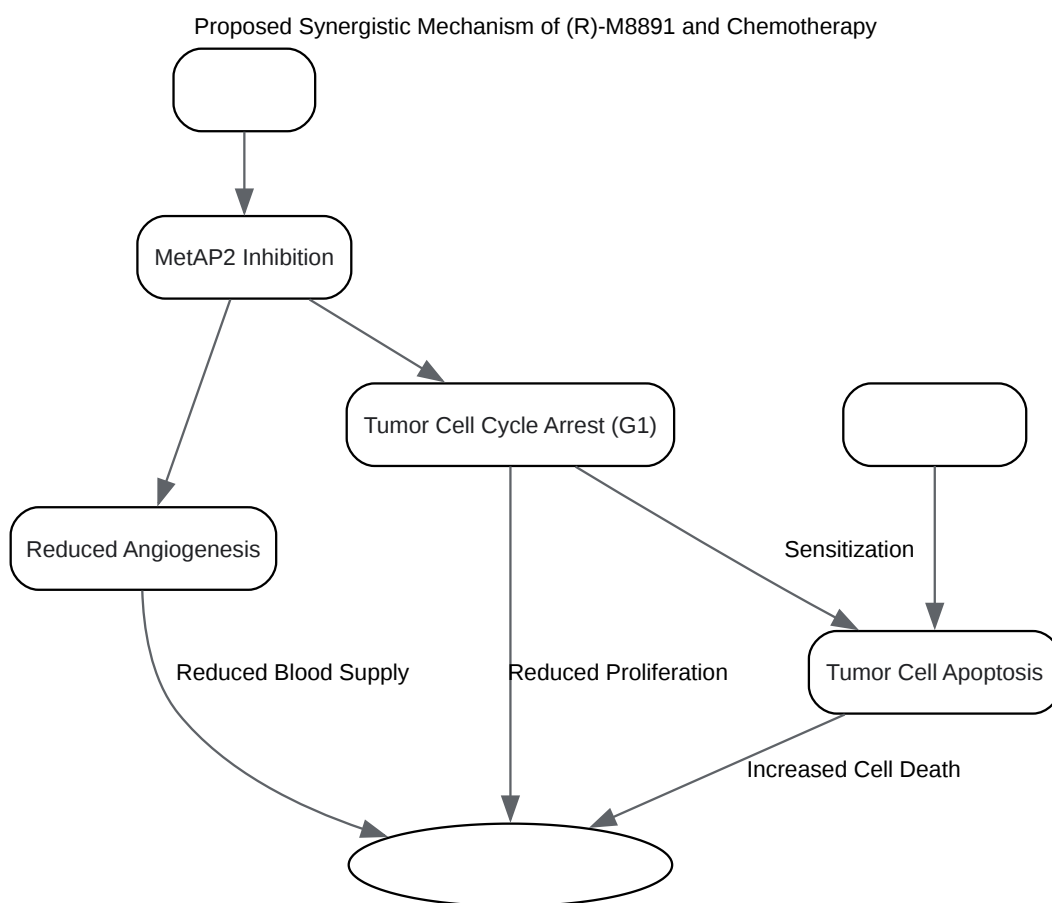 Proposed Synergistic Mechanism of (R)-M8891 and Chemotherapy
MetAP2 Inhibition
Tumor Cell Cycle Arrest (G1)
Sensitization
Reduced Angiogenesis
Reduced Blood Supply
Reduced Proliferation
Tumor Cell Apoptosis
Increased Cell Death